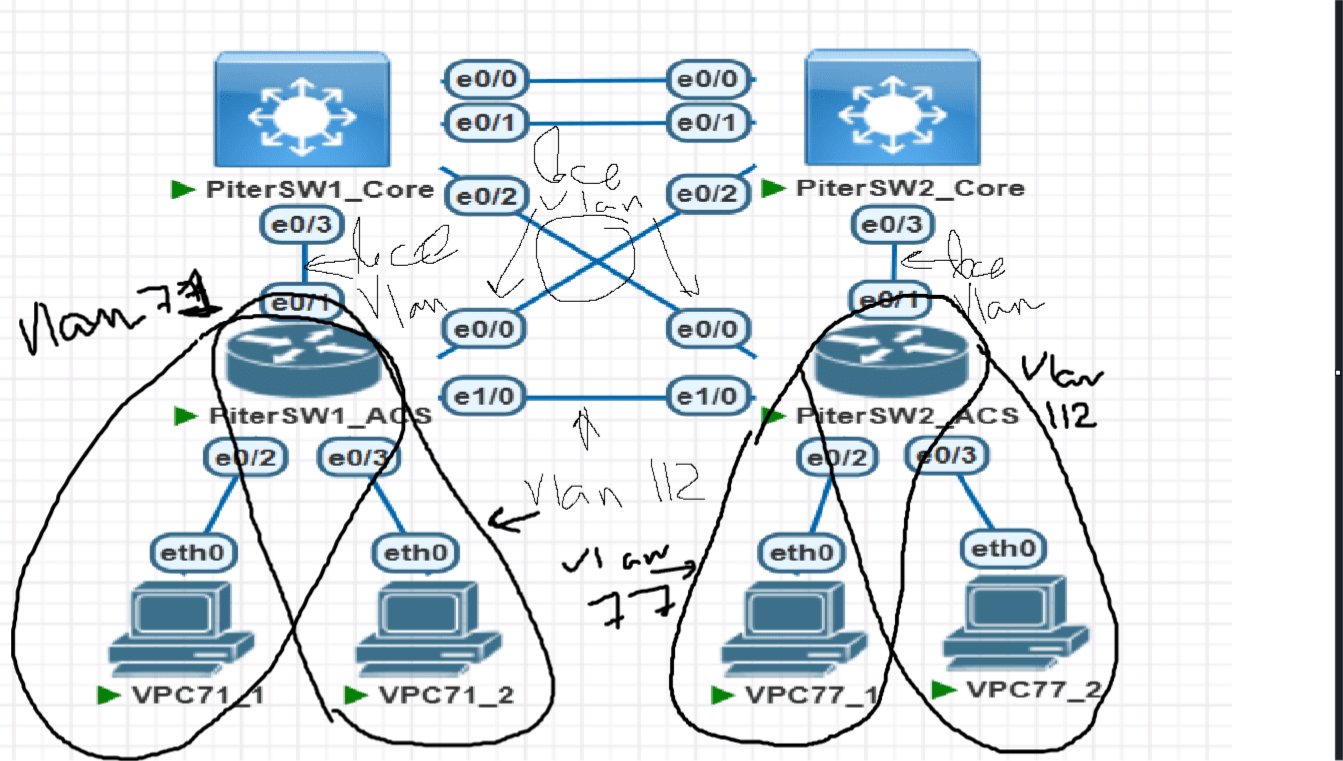 e0/0 e0/0
e0/1 e0/1
все
vlan
PiterSW1_Core e0/2 e0/2 PiterSW2_Core
e0/3 e0/3
все все
vlan 71 e0/1 vlan e0/1 vlan
e0/0 e0/0
vlan
112
e1/0 e1/0
PiterSW1_ACS PiterSW2_ACS
e0/2 e0/3 e0/2 e0/3
vlan 112
eth0 eth0 eth0 eth0
vlan
77
VPC71_1 VPC71_2 VPC77_1 VPC77_2